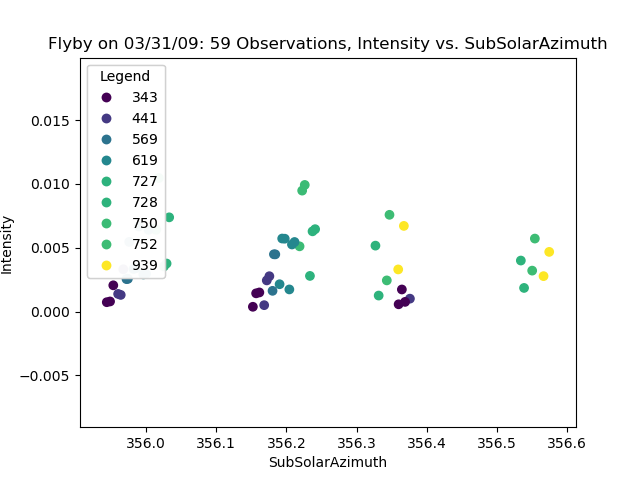 Flyby on 03/31/09: 59 Observations, Intensity vs. SubSolarAzimuth
Legend
343
441
569
619
727
728
750
752
939
0.015
0.010
0.005
0.000
−0.005
Intensity
356.0 356.1 356.2 356.3 356.4 356.5 356.6
SubSolarAzimuth